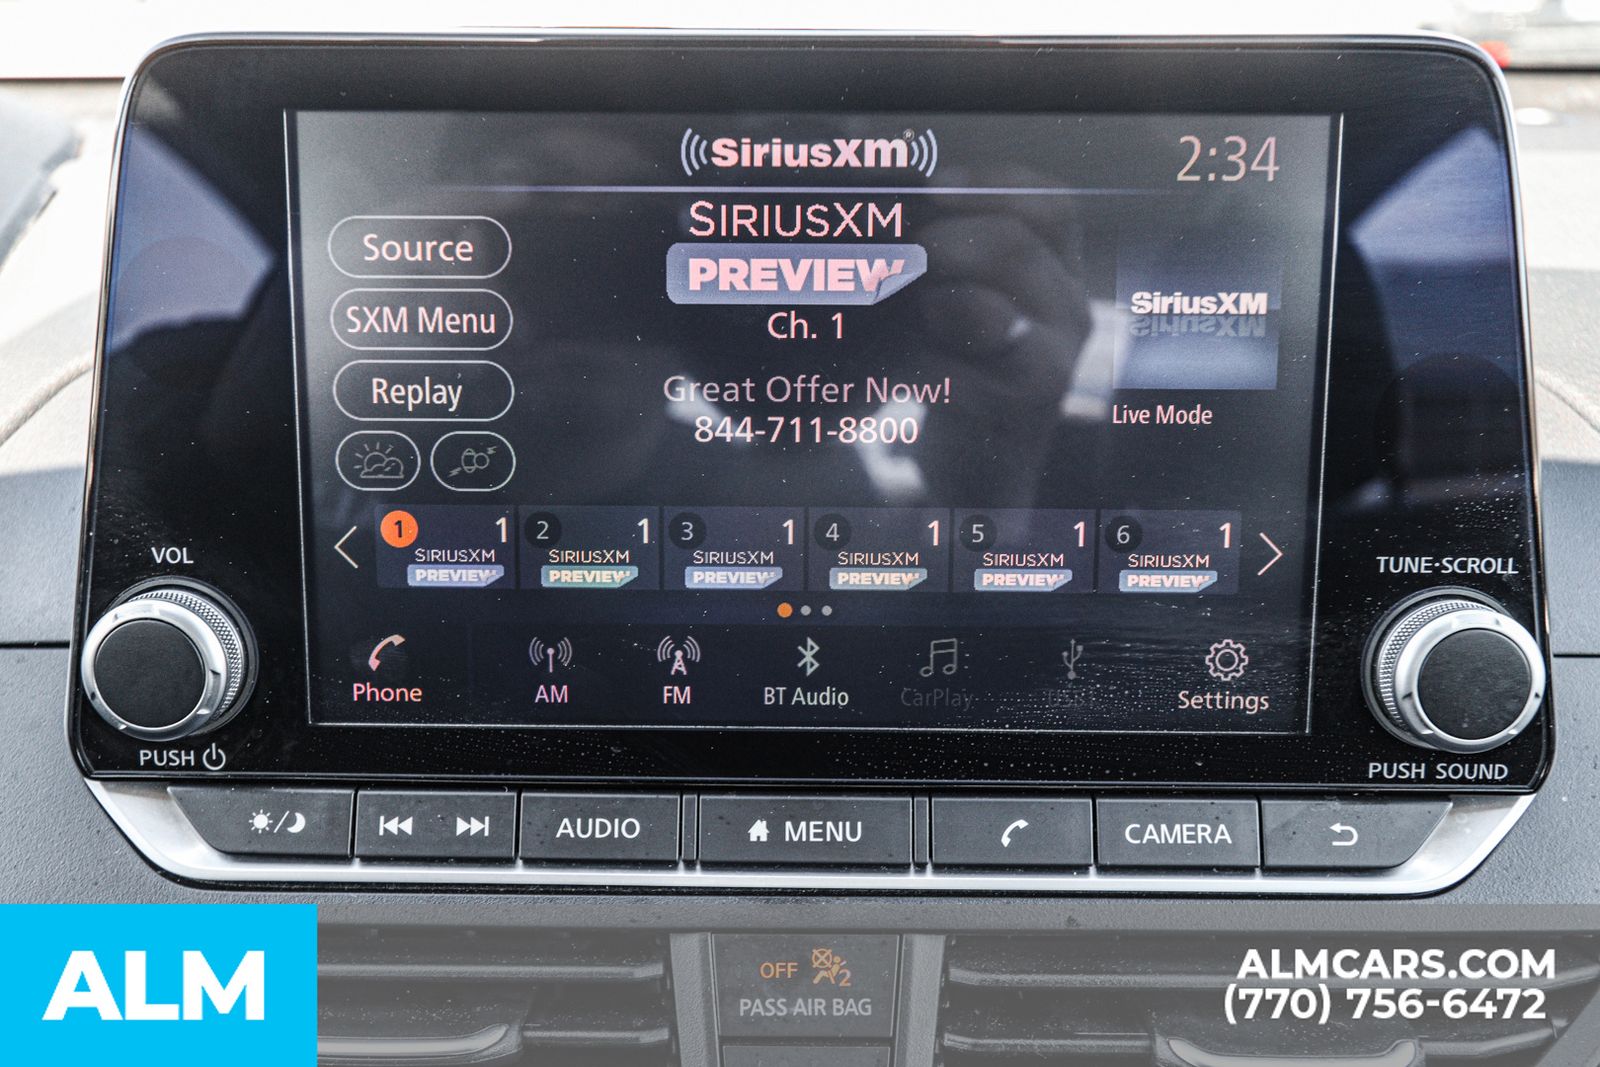 SiriusXM®
2:34
SIRIUSXM
PREVIEW
Ch. 1
Great Offer Now!
844-711-8800
Source
SXM Menu
Replay
SiriusXM
Live Mode
1 1 SIRIUSXM PREVIEW
2 1 SIRIUSXM PREVIEW
3 1 SIRIUSXM PREVIEW
4 1 SIRIUSXM PREVIEW
5 1 SIRIUSXM PREVIEW
6 1 SIRIUSXM PREVIEW
VOL
PUSH
TUNE·SCROLL
PUSH SOUND
Phone
AM
FM
BT Audio
CarPlay
Settings
AUDIO
MENU
CAMERA
OFF 2
PASS AIR BAG
ALM
ALMCARS.COM
(770) 756-6472